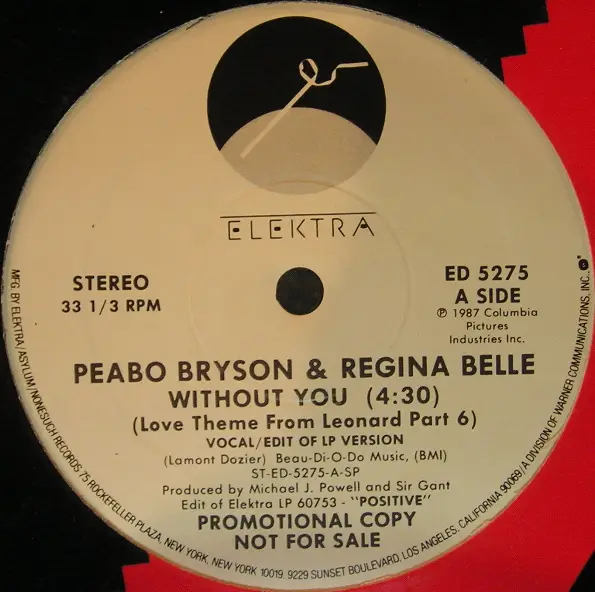 ELEKTRA
STEREO
33 1/3 RPM
ED 5275
A SIDE
℗ 1987 Columbia
Pictures
Industries Inc.
PEABO BRYSON & REGINA BELLE
WITHOUT YOU (4:30)
(Love Theme From Leonard Part 6)
VOCAL/EDIT OF LP VERSION
(Lamont Dozier) Beau-Di-O-Do Music, (BMI)
ST-ED-5275-A-SP
Produced by Michael J. Powell and Sir Gant
Edit of Elektra LP 60753 - "POSITIVE"
PROMOTIONAL COPY
NOT FOR SALE
MFG. BY ELEKTRA/ASYLUM/NONESUCH RECORDS 75 ROCKEFELLER PLAZA, NEW YORK, NEW YORK 10019. 9229 SUNSET BOULEVARD, LOS ANGELES, CALIFORNIA 90069/A DIVISION OF WARNER COMMUNICATIONS, INC.